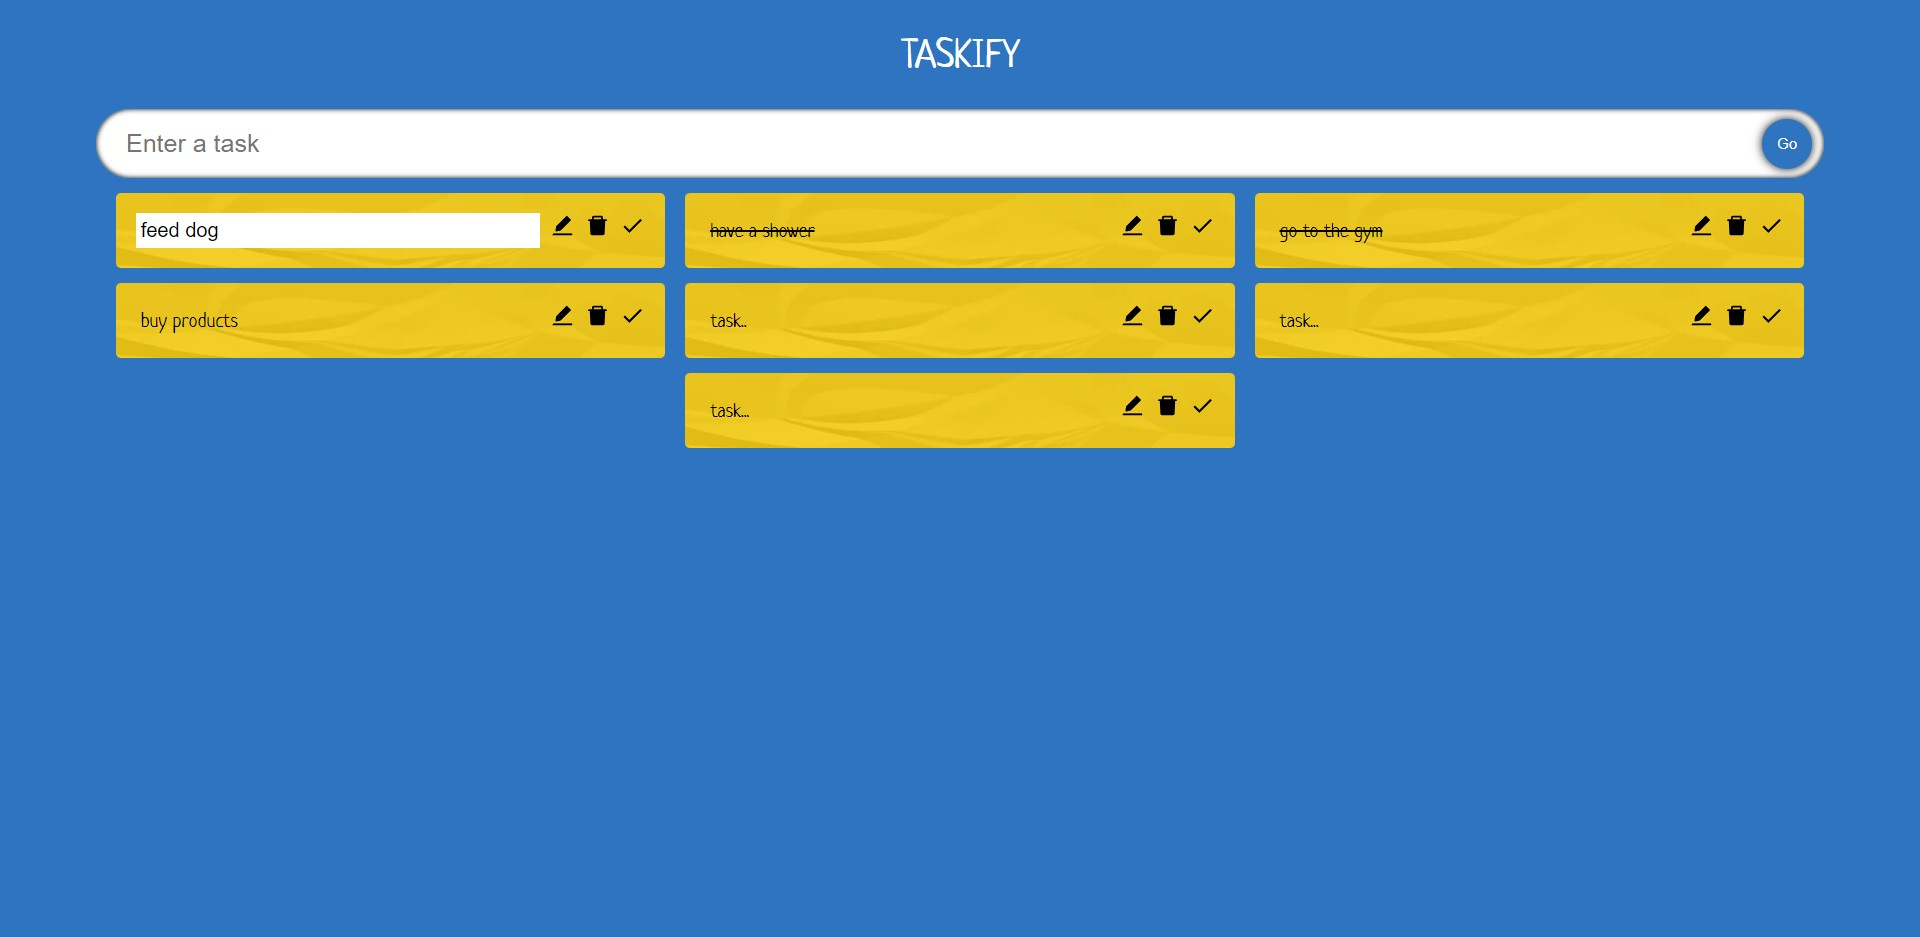 TASKIFY
Enter a task
Go
feed dog
have a shower
go to the gym
buy products
task..
task...
task...